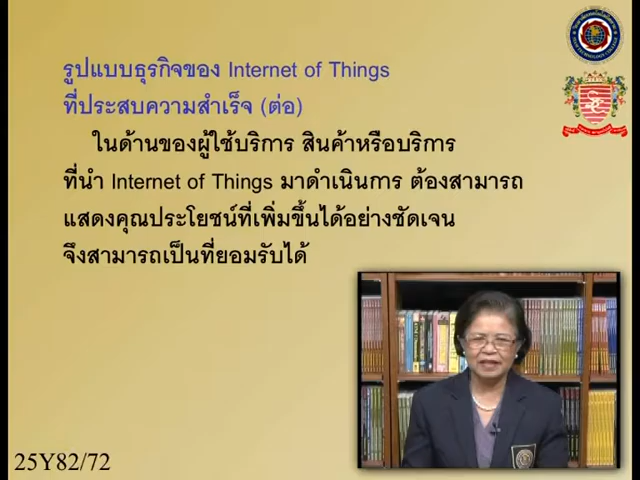 รูปแบบธุรกิจของ Internet of Things
ที่ประสบความสำเร็จ (ต่อ)
ในด้านของผู้ใช้บริการ สินค้าหรือบริการ
ที่นำ Internet of Things มาดำเนินการ ต้องสามารถ
แสดงคุณประโยชน์ที่เพิ่มขึ้นได้อย่างชัดเจน
จึงสามารถเป็นที่ยอมรับได้
25Y82/72